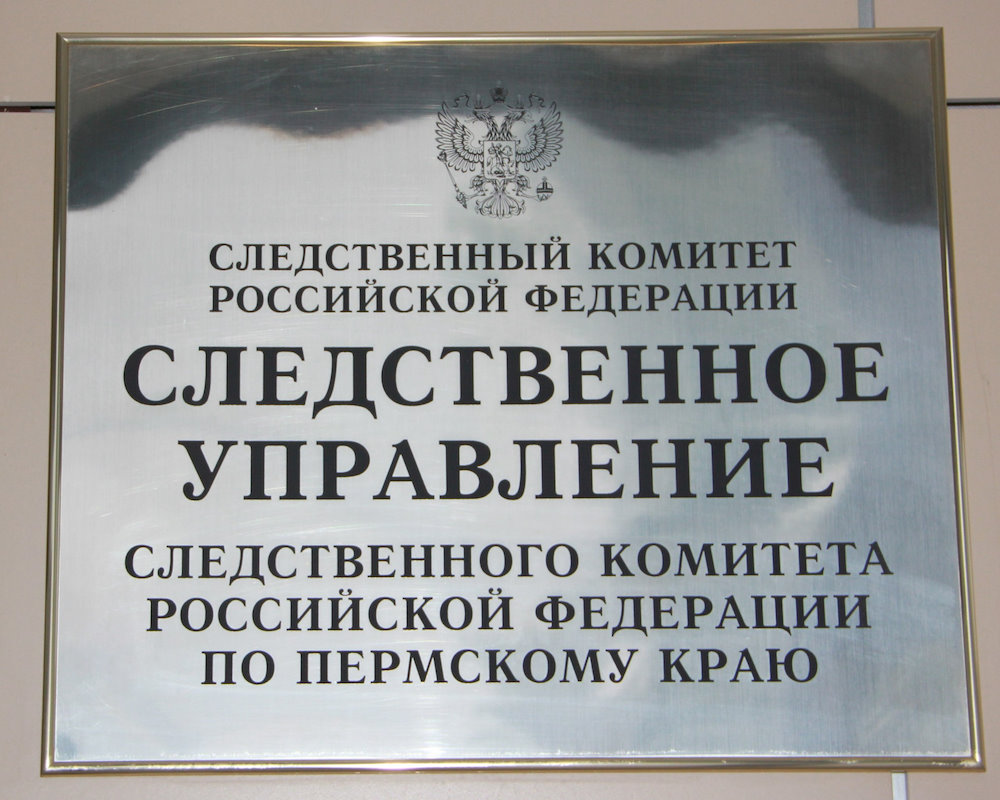 СЛЕДСТВЕННЫЙ КОМИТЕТ
РОССИЙСКОЙ ФЕДЕРАЦИИ
СЛЕДСТВЕННОЕ
УПРАВЛЕНИЕ
СЛЕДСТВЕННОГО КОМИТЕТА
РОССИЙСКОЙ ФЕДЕРАЦИИ
ПО ПЕРМСКОМУ КРАЮ